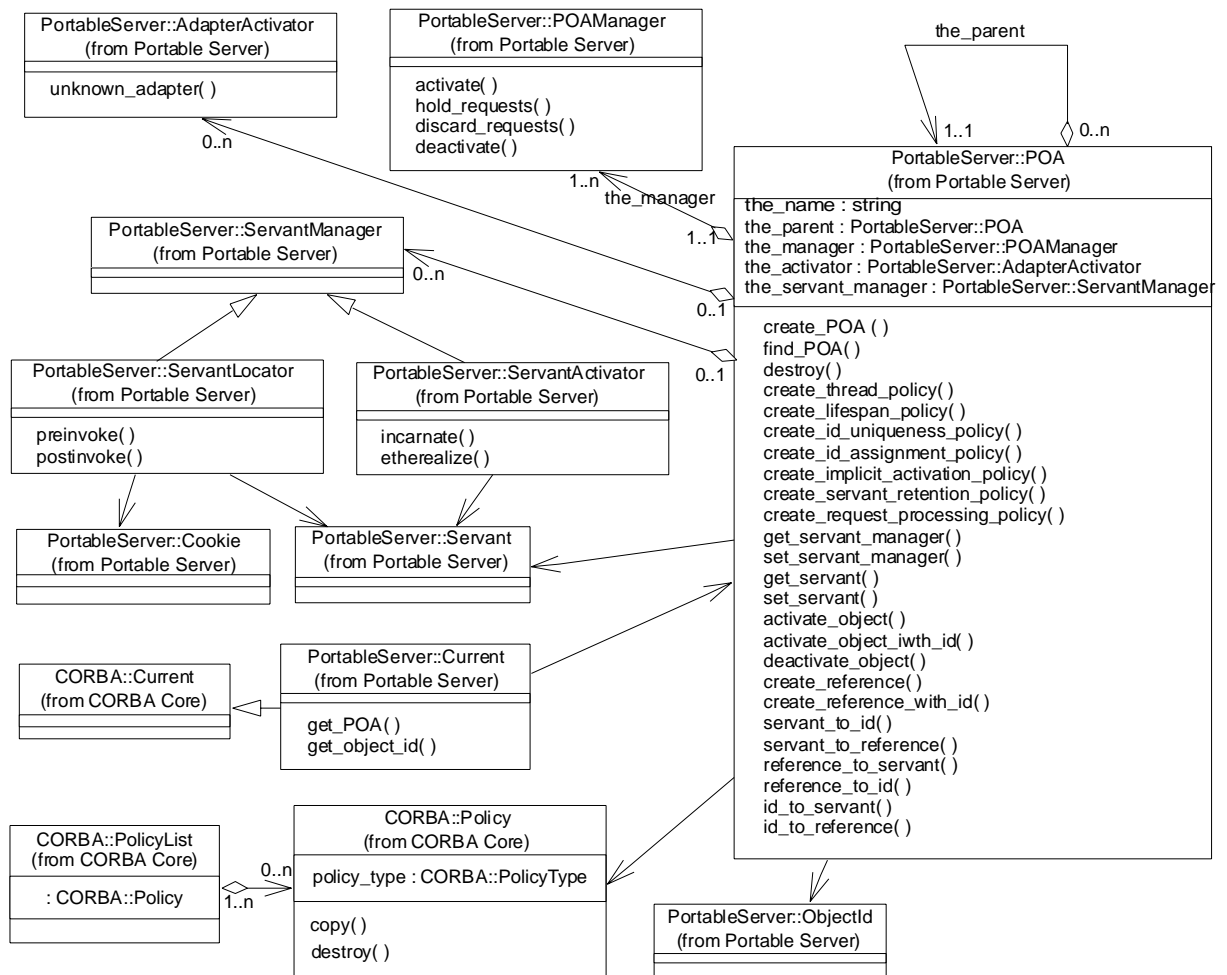 PortableServer::AdapterActivator
(from Portable Server)
unknown_adapter( )
0..n
PortableServer::POAManager
(from Portable Server)
activate( )
hold_requests( )
discard_requests( )
deactivate( )
1..n
the_manager
1..1
the_parent
1..1
0..n
PortableServer::POA
(from Portable Server)
the_name : string
the_parent : PortableServer::POA
the_manager : PortableServer::POAManager
the_activator : PortableServer::AdapterActivator
the_servant_manager : PortableServer::ServantManager
create_POA ( )
find_POA( )
destroy( )
create_thread_policy( )
create_lifespan_policy( )
create_id_uniqueness_policy( )
create_id_assignment_policy( )
create_implicit_activation_policy( )
create_servant_retention_policy( )
create_request_processing_policy( )
get_servant_manager( )
set_servant_manager( )
get_servant( )
set_servant( )
activate_object( )
activate_object_iwth_id( )
deactivate_object( )
create_reference( )
create_reference_with_id( )
servant_to_id( )
servant_to_reference( )
reference_to_servant( )
reference_to_id( )
id_to_servant( )
id_to_reference( )
0..1
0..1
PortableServer::ServantManager
(from Portable Server)
0..n
PortableServer::ServantLocator
(from Portable Server)
preinvoke( )
postinvoke( )
PortableServer::ServantActivator
(from Portable Server)
incarnate( )
etherealize( )
PortableServer::Cookie
(from Portable Server)
PortableServer::Servant
(from Portable Server)
CORBA::Current
(from CORBA Core)
PortableServer::Current
(from Portable Server)
get_POA( )
get_object_id( )
CORBA::PolicyList
(from CORBA Core)
: CORBA::Policy
1..n
0..n
CORBA::Policy
(from CORBA Core)
policy_type : CORBA::PolicyType
copy( )
destroy( )
PortableServer::ObjectId
(from Portable Server)